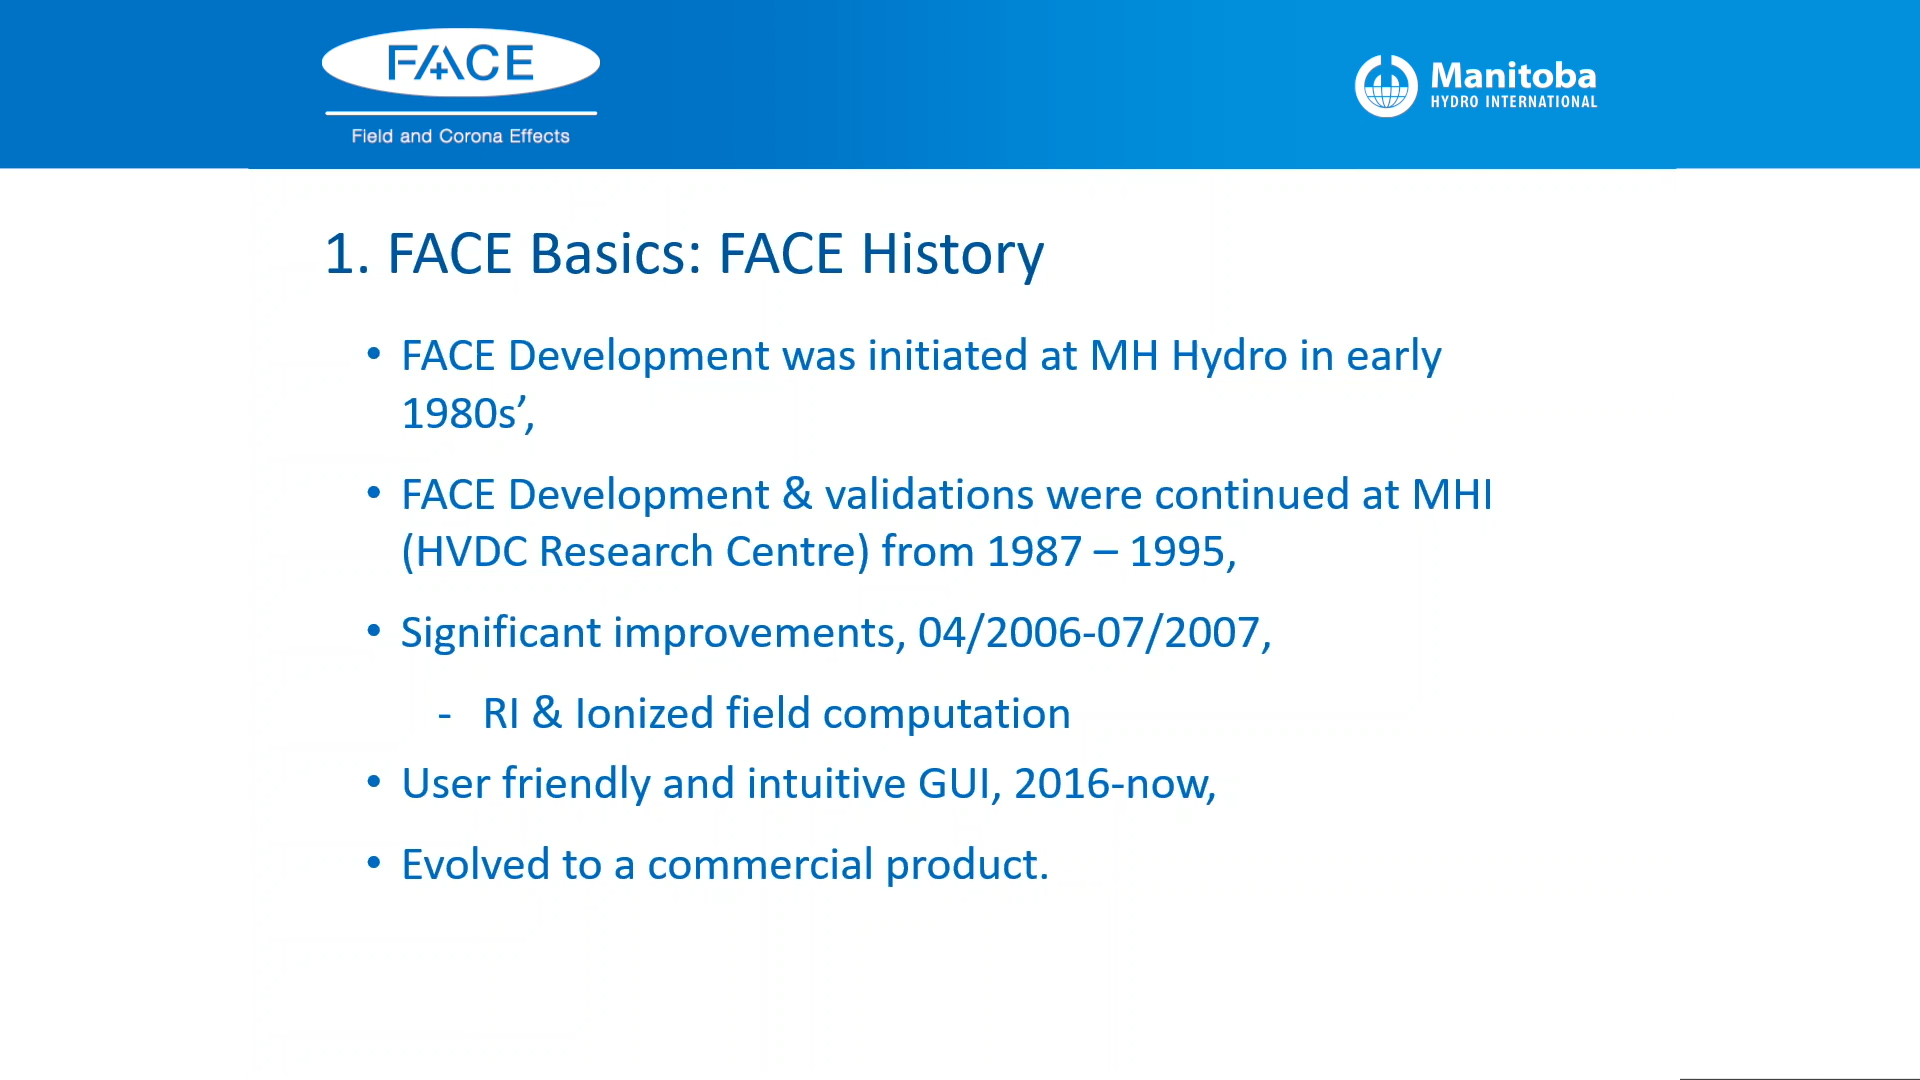 FACE
Field and Corona Effects
Manitoba
HYDRO INTERNATIONAL
1. FACE Basics: FACE History
• FACE Development was initiated at MH Hydro in early
1980s’,
• FACE Development & validations were continued at MHI
(HVDC Research Centre) from 1987 – 1995,
• Significant improvements, 04/2006-07/2007,
- RI & Ionized field computation
• User friendly and intuitive GUI, 2016-now,
• Evolved to a commercial product.